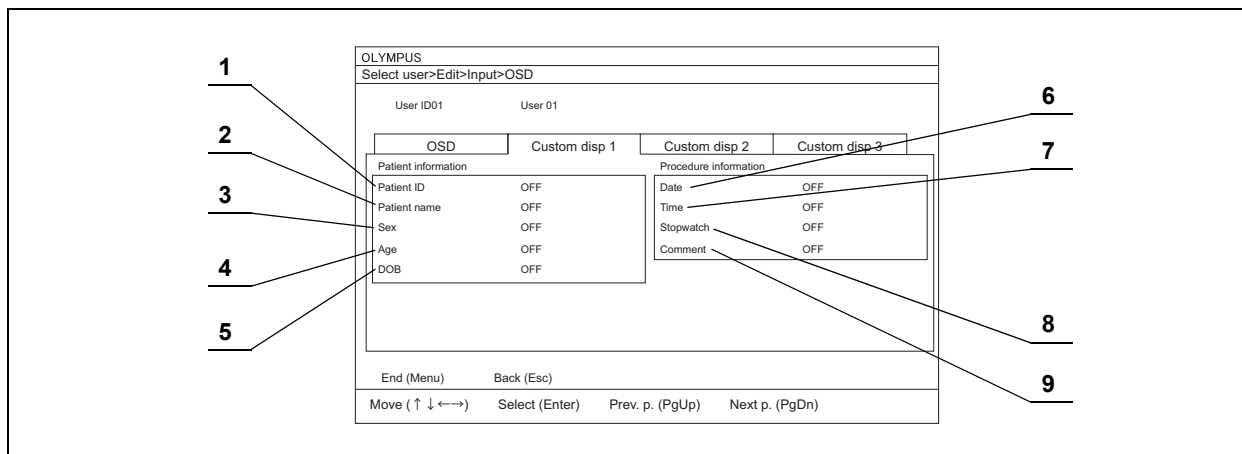 OLYMPUS
Select user>Edit>Input>OSD
User ID01 User 01
OSD Custom disp 1 Custom disp 2 Custom disp 3
Patient information
Patient ID OFF
Patient name OFF
Sex OFF
Age OFF
DOB OFF
Procedure information
Date OFF
Time OFF
Stopwatch OFF
Comment OFF
End (Menu) Back (Esc)
Move (↑↓←→) Select (Enter) Prev. p. (PgUp) Next p. (PgDn)
1
2
3
4
5
6
7
8
9